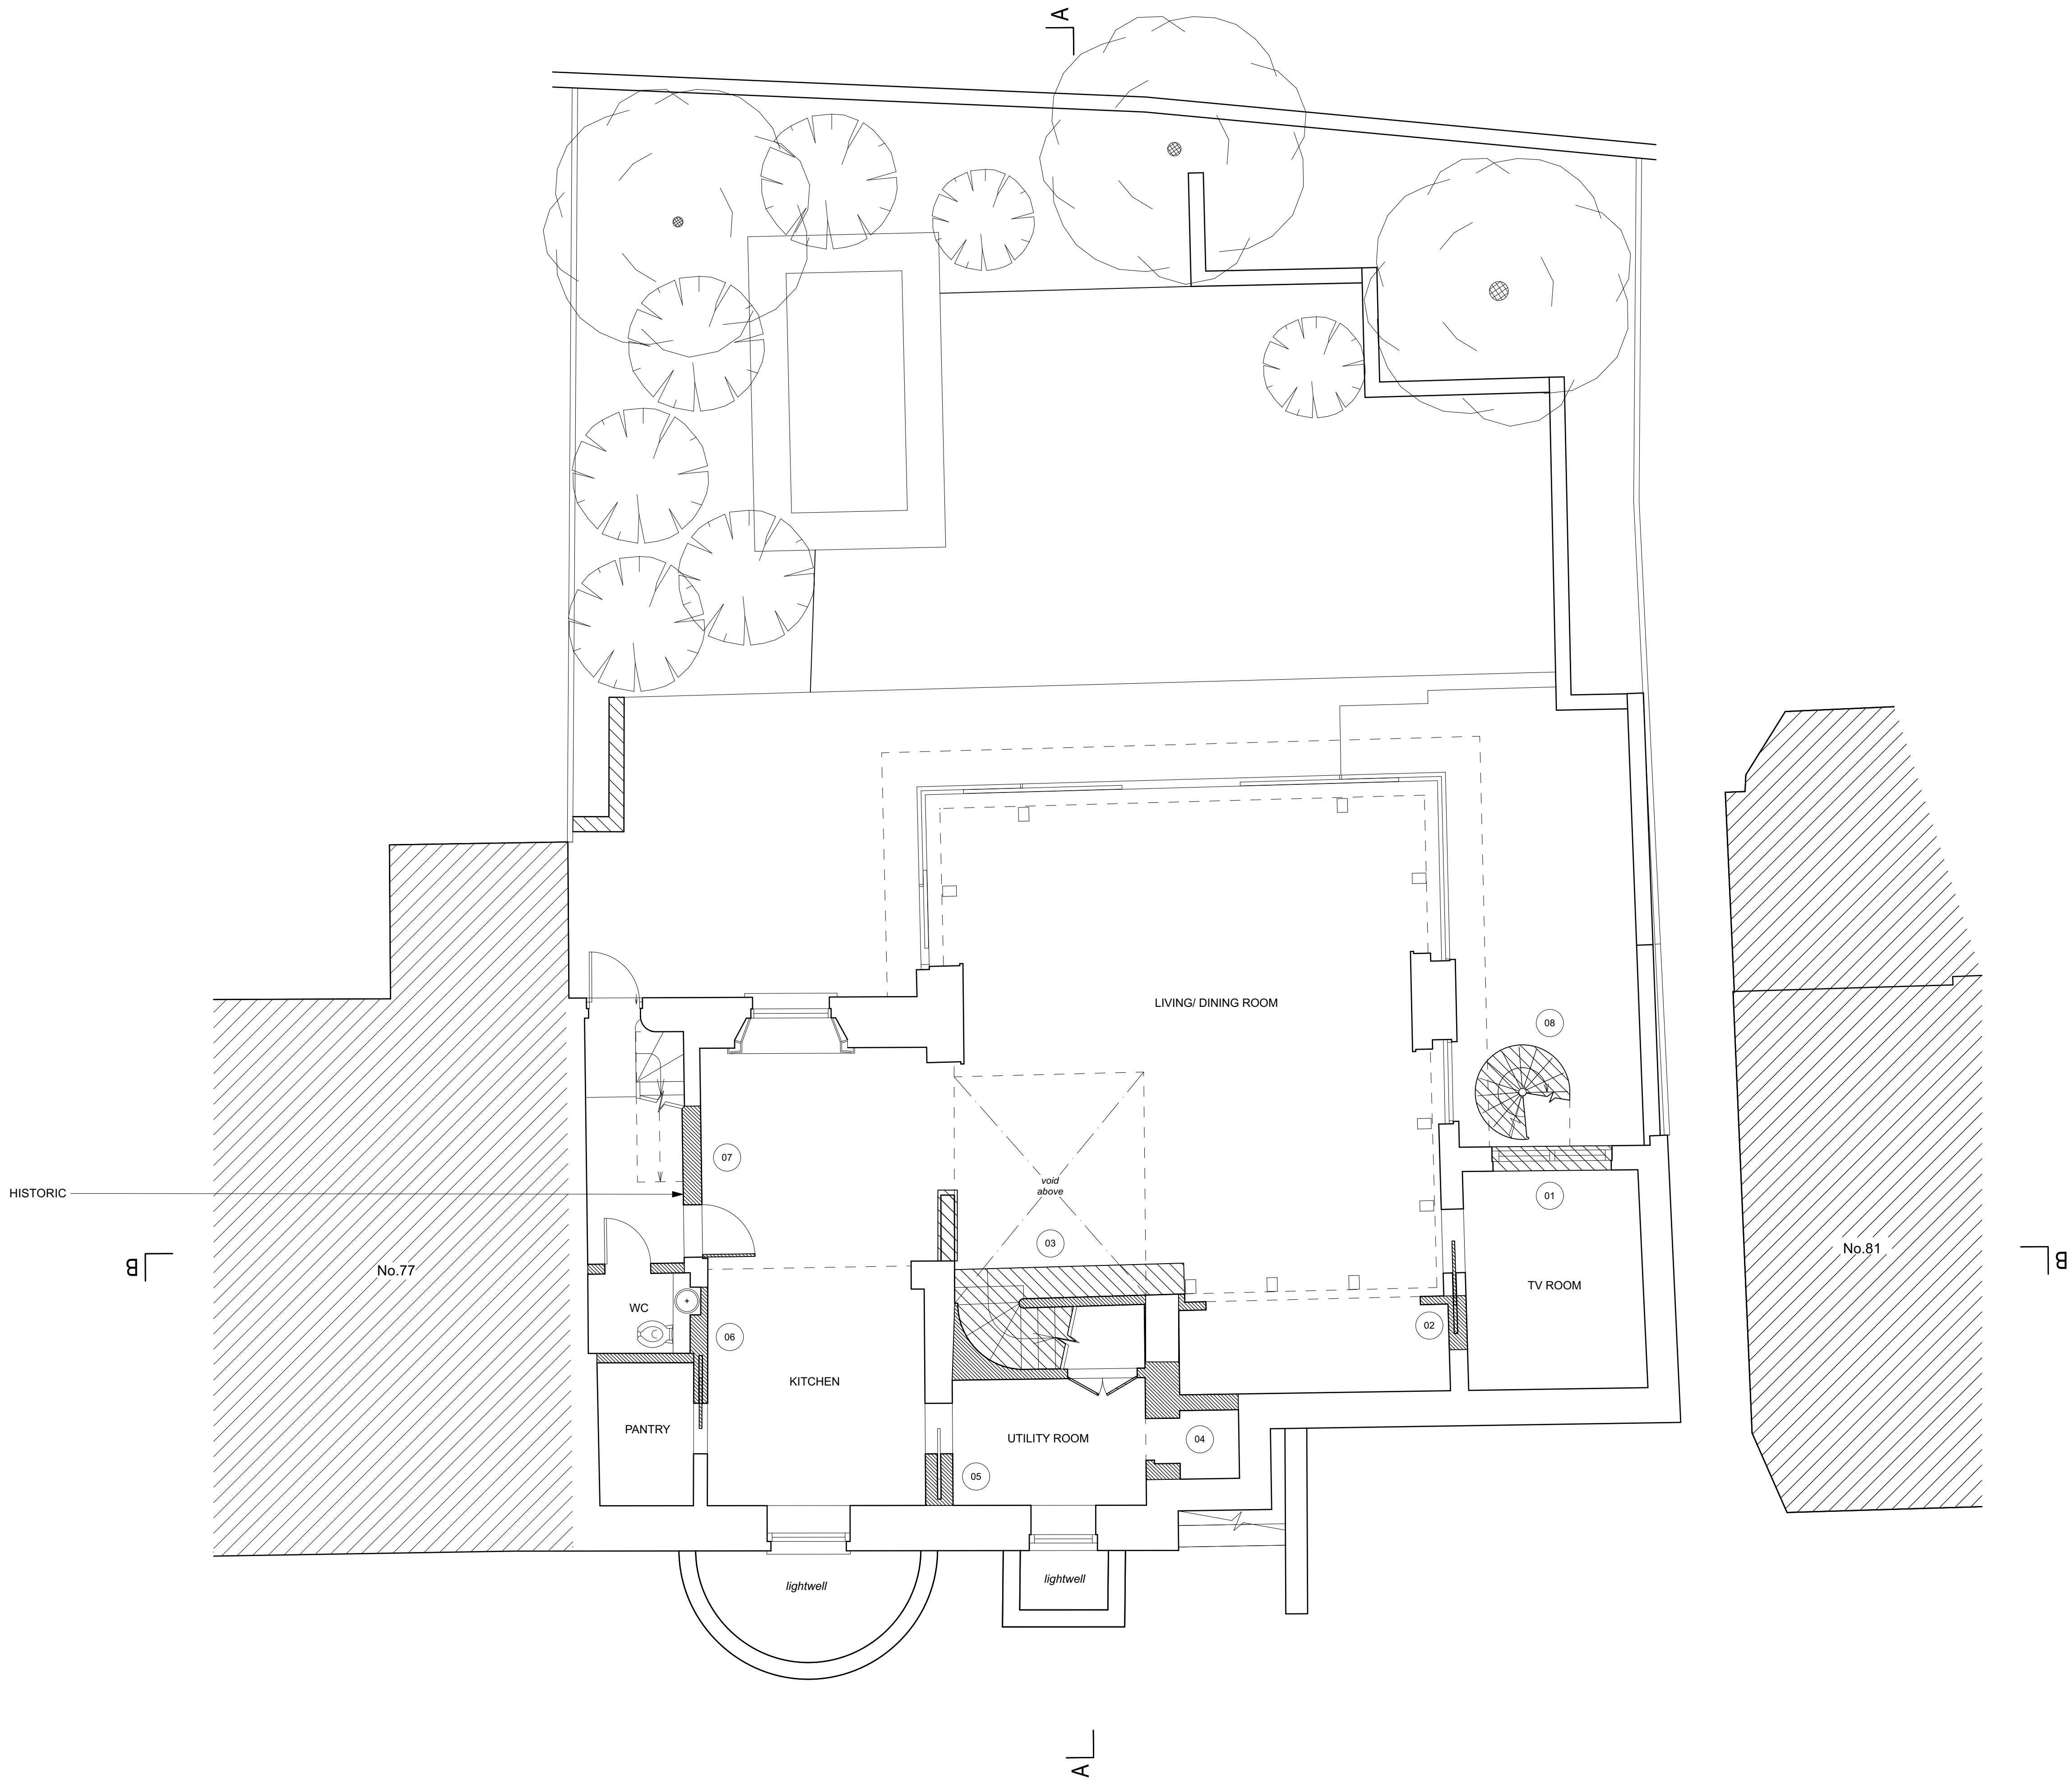 A
LIVING/ DINING ROOM
08
07
void
above
HISTORIC
01
03
B
No.77
No.81
B
TV ROOM
WC
06
02
KITCHEN
PANTRY
UTILITY ROOM
04
05
lightwell
lightwell
A